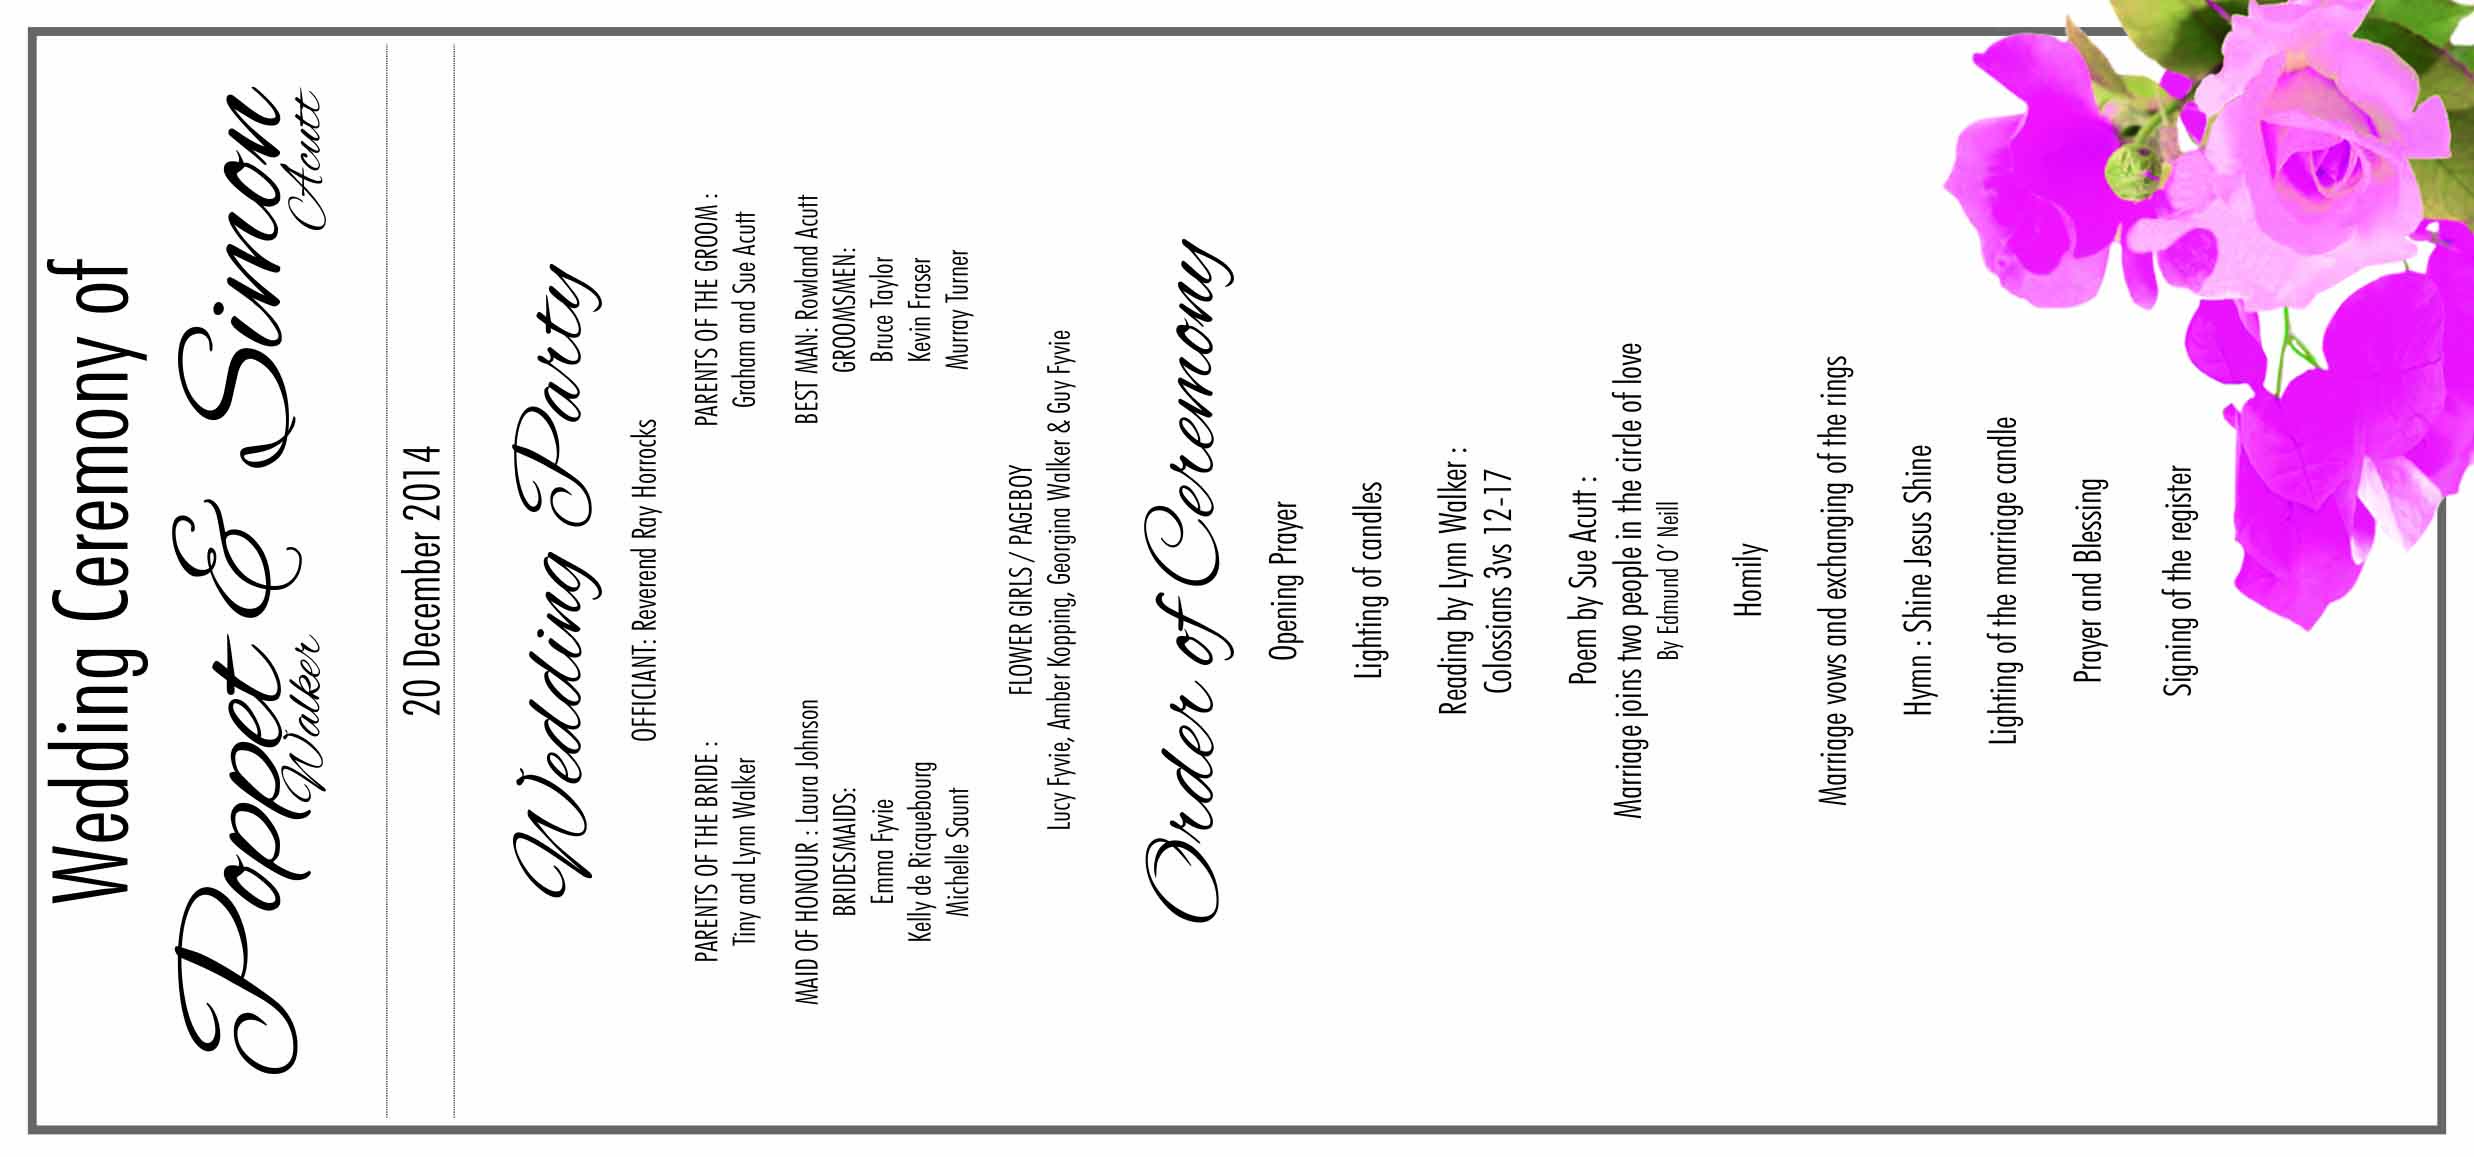 Wedding Ceremony of
Poppet & Simon
Walker Acutt
20 December 2014
Wedding Party
OFFICIANT: Reverend Ray Horrocks
PARENTS OF THE BRIDE :
Tiny and Lynn Walker
PARENTS OF THE GROOM :
Graham and Sue Acutt
MAID OF HONOUR : Laura Johnson
BRIDESMAIDS:
Emma Fyvie
Kelly de Ricquebourg
Michelle Saunt
BEST MAN: Rowland Acutt
GROOMSMEN:
Bruce Taylor
Kevin Fraser
Murray Turner
FLOWER GIRLS / PAGEBOY
Lucy Fyvie, Amber Kopping, Georgina Walker & Guy Fyvie
Order of Ceremony
Opening Prayer
Lighting of candles
Reading by Lynn Walker :
Colossians 3vs 12-17
Poem by Sue Acutt :
Marriage joins two people in the circle of love
By Edmund O’ Neill
Homily
Marriage vows and exchanging of the rings
Hymn : Shine Jesus Shine
Lighting of the marriage candle
Prayer and Blessing
Signing of the register